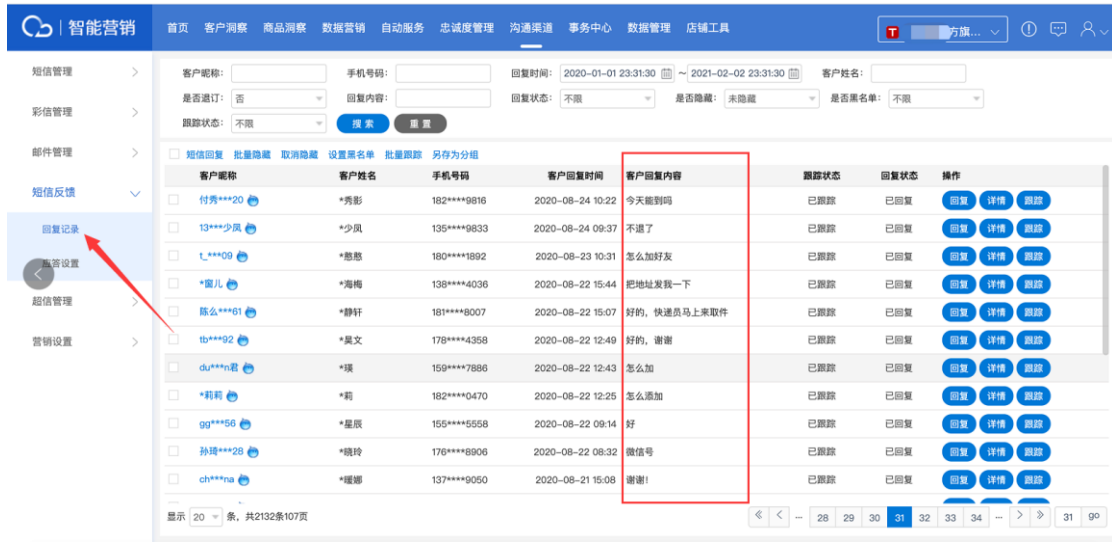 智能营销 首页 客户洞察 商品洞察 数据营销 自动服务 忠诚度管理 沟通渠道 事务中心 数据管理 店铺工具 T 方旗...
短信管理
彩信管理
邮件管理
短信反馈
回复记录
应答设置
超信管理
营销设置
客户昵称: 手机号码: 回复时间: 2020-01-01 23:31:30 ~ 2021-02-02 23:31:30 客户姓名:
是否退订: 否 回复内容: 回复状态: 不限 是否隐藏: 未隐藏 是否黑名单: 不限
跟踪状态: 不限 搜索 重置
短信回复 批量隐藏 取消隐藏 设置黑名单 批量跟踪 另存为分组
客户昵称 客户姓名 手机号码 客户回复时间 客户回复内容 跟踪状态 回复状态 操作
付秀***20 *秀影 182****9816 2020-08-24 10:22 今天能到吗 已跟踪 已回复 回复 详情 跟踪
13***少凤 *少凤 135****9833 2020-08-24 09:37 不退了 已跟踪 已回复 回复 详情 跟踪
t_***09 *憨憨 180****1892 2020-08-23 10:31 怎么加好友 已跟踪 已回复 回复 详情 跟踪
*窗儿 *海梅 138****4036 2020-08-22 15:44 把地址发我一下 已跟踪 已回复 回复 详情 跟踪
陈么***61 *静轩 181****8007 2020-08-22 15:07 好的，快递员马上来取件 已跟踪 已回复 回复 详情 跟踪
tb***92 *昊文 178****4358 2020-08-22 12:49 好的，谢谢 已跟踪 已回复 回复 详情 跟踪
du***n君 *瑛 159****7886 2020-08-22 12:43 怎么加 已跟踪 已回复 回复 详情 跟踪
*莉莉 *莉 182****0470 2020-08-22 12:25 怎么添加 已跟踪 已回复 回复 详情 跟踪
gg***56 *星辰 155****5558 2020-08-22 09:14 好 已跟踪 已回复 回复 详情 跟踪
孙琦***28 *晓玲 176****8906 2020-08-22 08:32 微信号 已跟踪 已回复 回复 详情 跟踪
ch***na *媛娜 137****9050 2020-08-21 15:08 谢谢! 已跟踪 已回复 回复 详情 跟踪
显示 20 条，共2132条107页 « < ... 28 29 30 31 32 33 34 ... > » 31 go